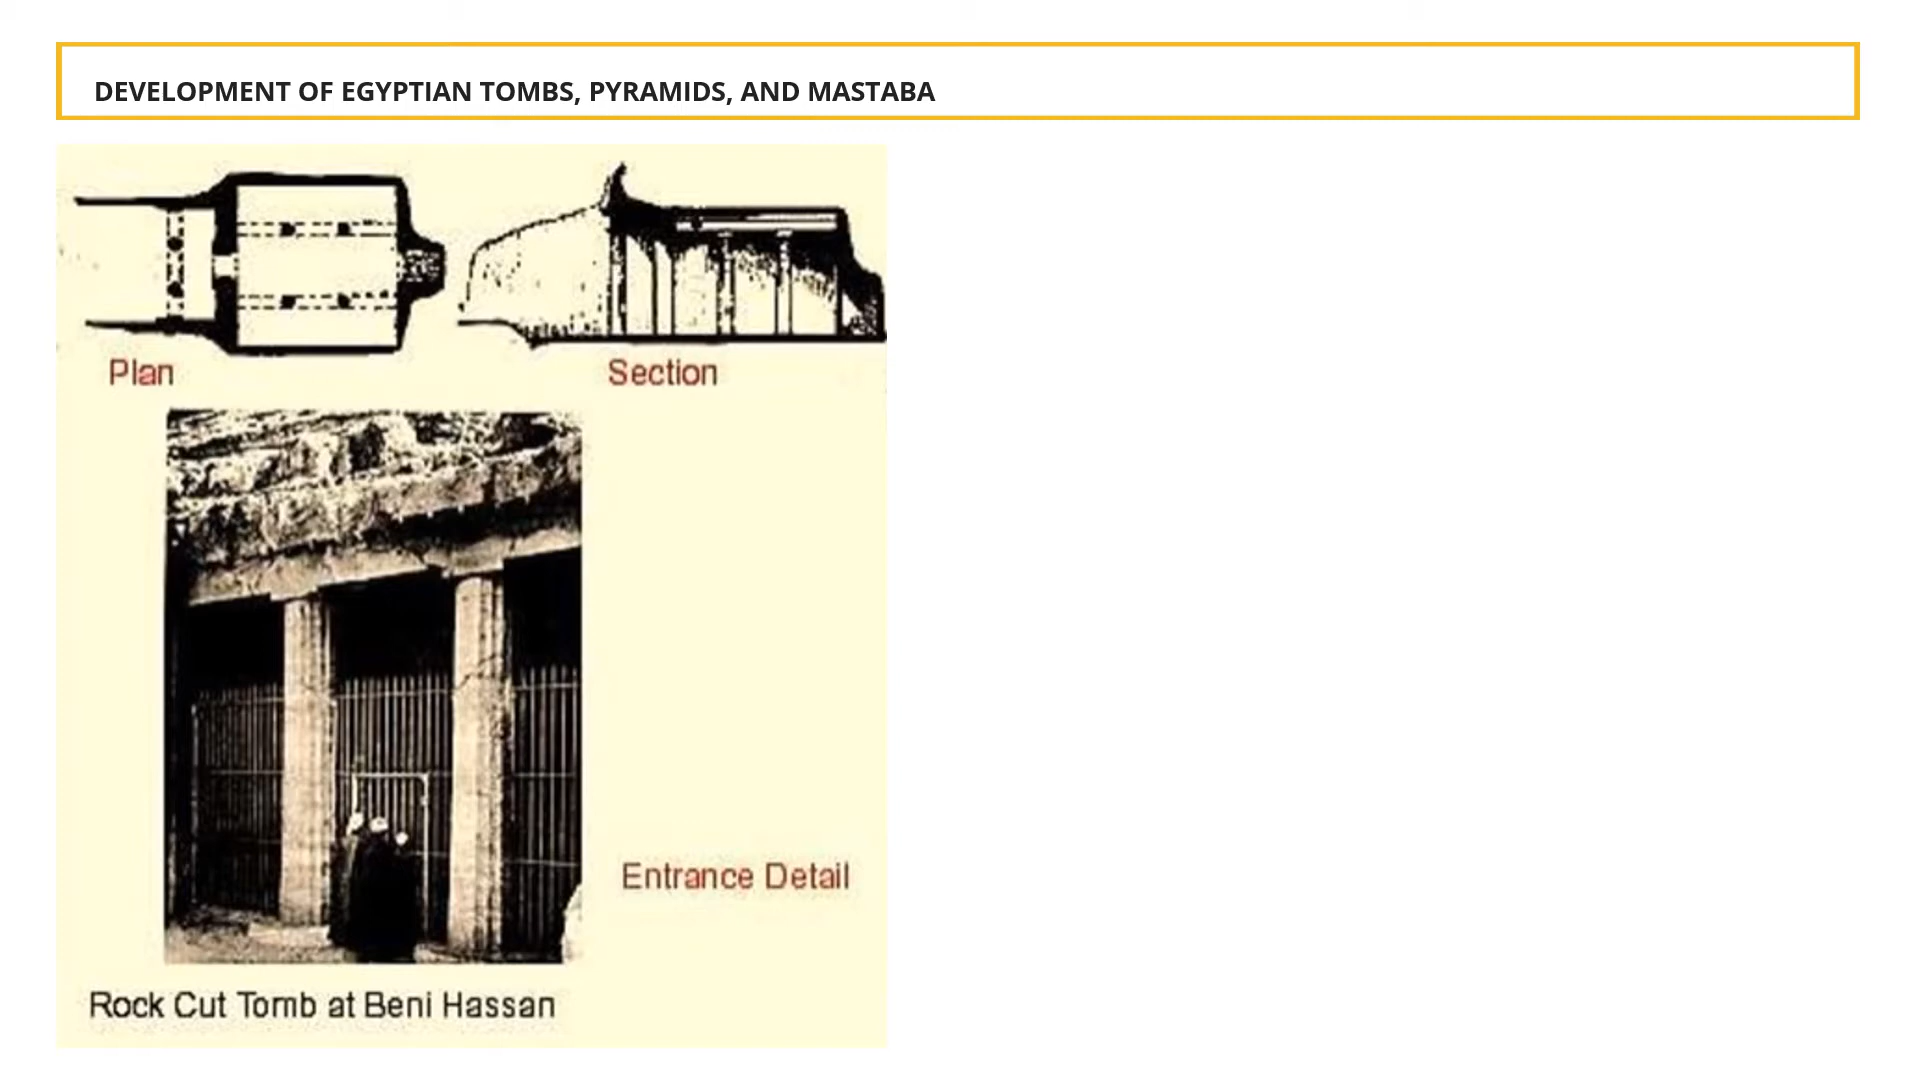 DEVELOPMENT OF EGYPTIAN TOMBS, PYRAMIDS, AND MASTABA
Plan
Section
Entrance Detail
Rock Cut Tomb at Beni Hassan